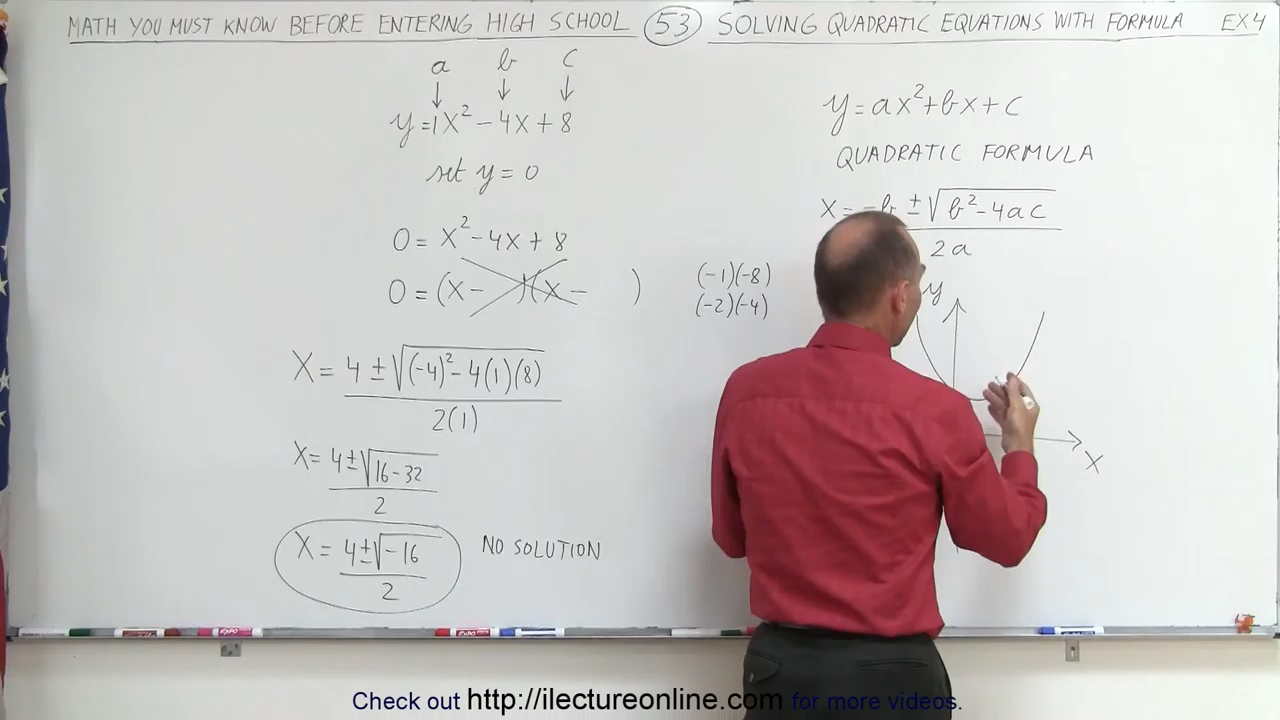 MATH YOU MUST KNOW BEFORE ENTERING HIGH SCHOOL 53 SOLVING QUADRATIC EQUATIONS WITH FORMULA EX4
a b c
↓ ↓ ↓
y=1x²-4x+8
set y=0
0=x²-4x+8
0=(x- )(x- )
(-1)(-8)
(-2)(-4)
X=4±√(-4)²-4(1)(8)
2(1)
X=4±√16-32
2
X=4±√-16
2
NO SOLUTION
y=ax²+bx+c
QUADRATIC FORMULA
X=-b±√b²-4ac
2a
y
X
EXPO
EXPO
Check out http://ilectureonline.com for more videos.